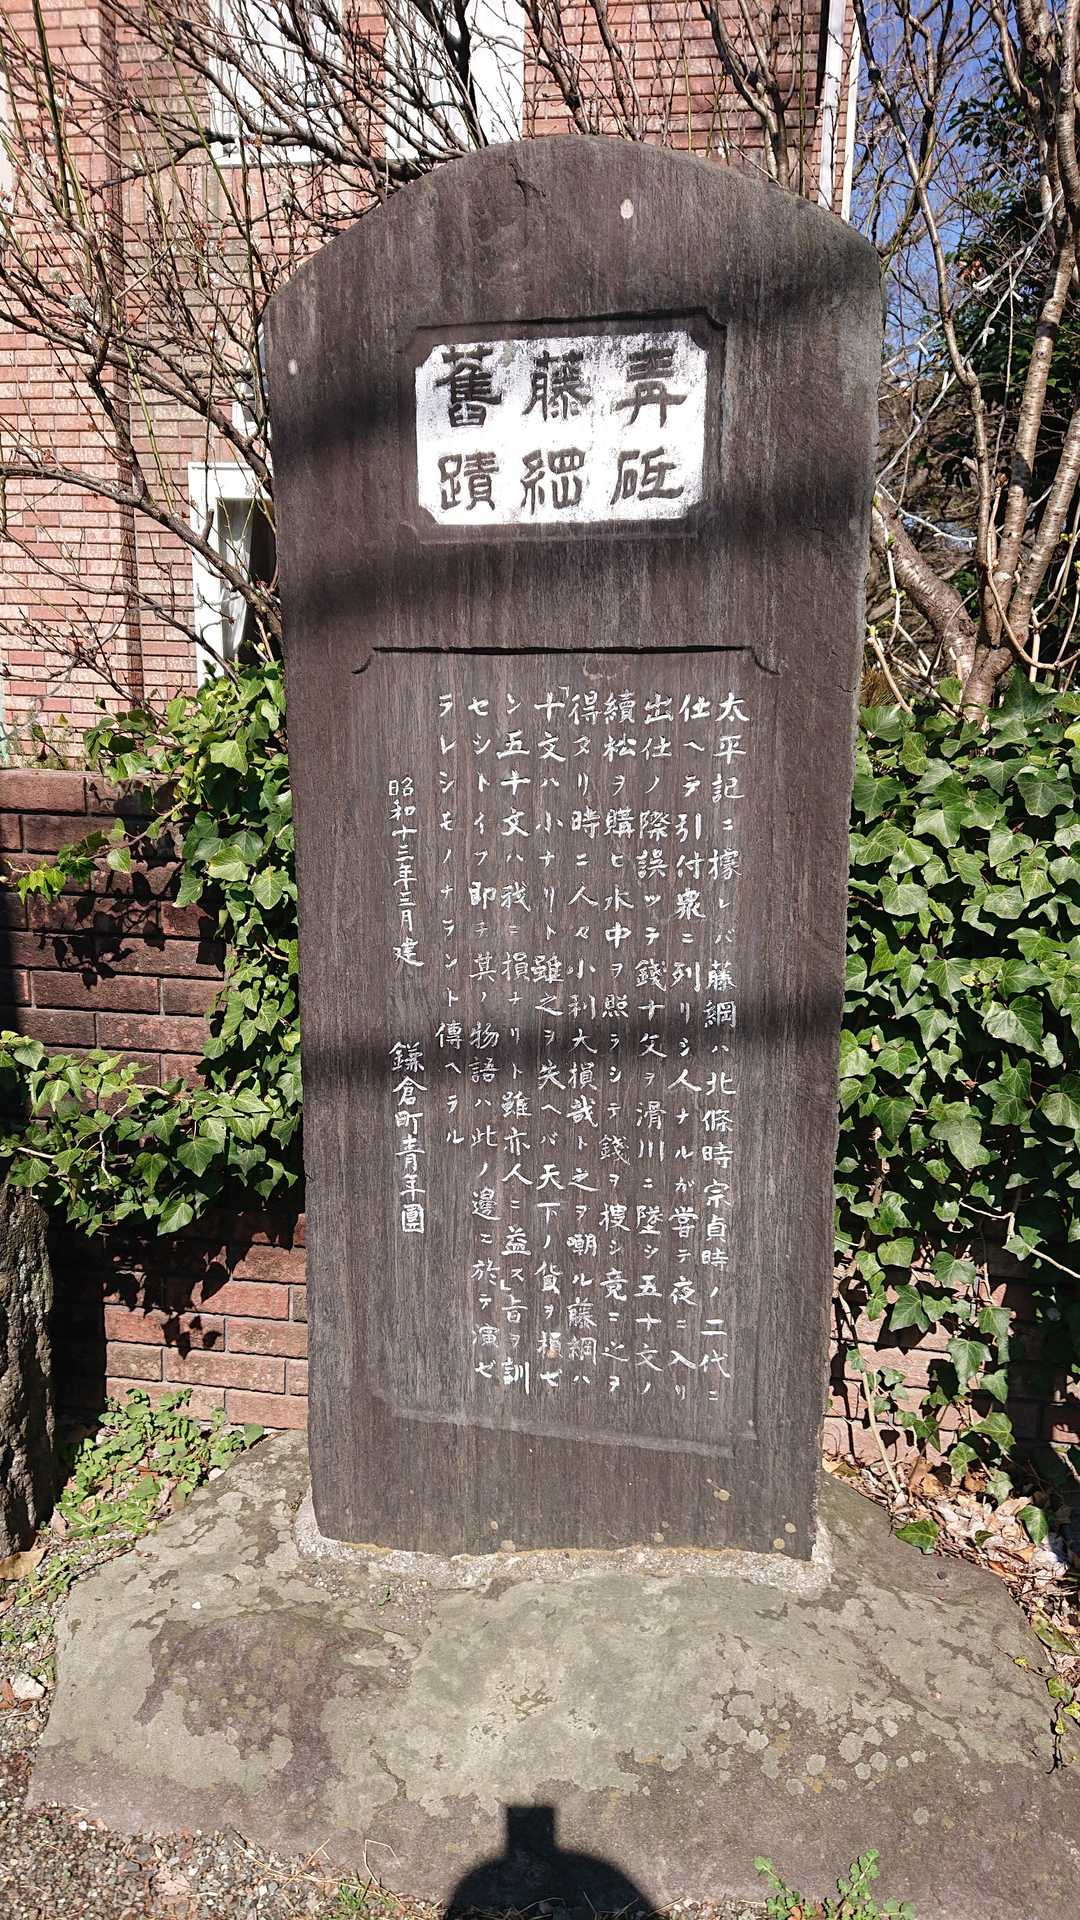 青砥
藤綱
舊蹟
太平記ニ據レバ藤綱ハ北條時宗貞時ノ二代ニ
仕ヘテ引付衆ニ列リシ人ナルガ嘗テ夜ニ入リ
出仕ノ際誤ツテ錢十文ヲ滑川ニ墜シ五十文ノ
續松ヲ購ヒ水中ヲ照ラシテ錢ヲ捜シ竟ニ之ヲ
得タリ時ニ人々小利大損哉ト之ヲ嘲ル藤綱ハ
「十文ハ小ナリト雖之ヲ失ヘバ天下ノ貨ヲ損ゼ
ン五十文ハ我ニ損ナリト雖亦人ニ益ス」旨ヲ訓
セシトイフ即チ其ノ物語ハ此ノ邊ニ於テ演ゼ
ラレシモノナラント傳ヘラル
昭和十三年三月建 鎌倉町青年團